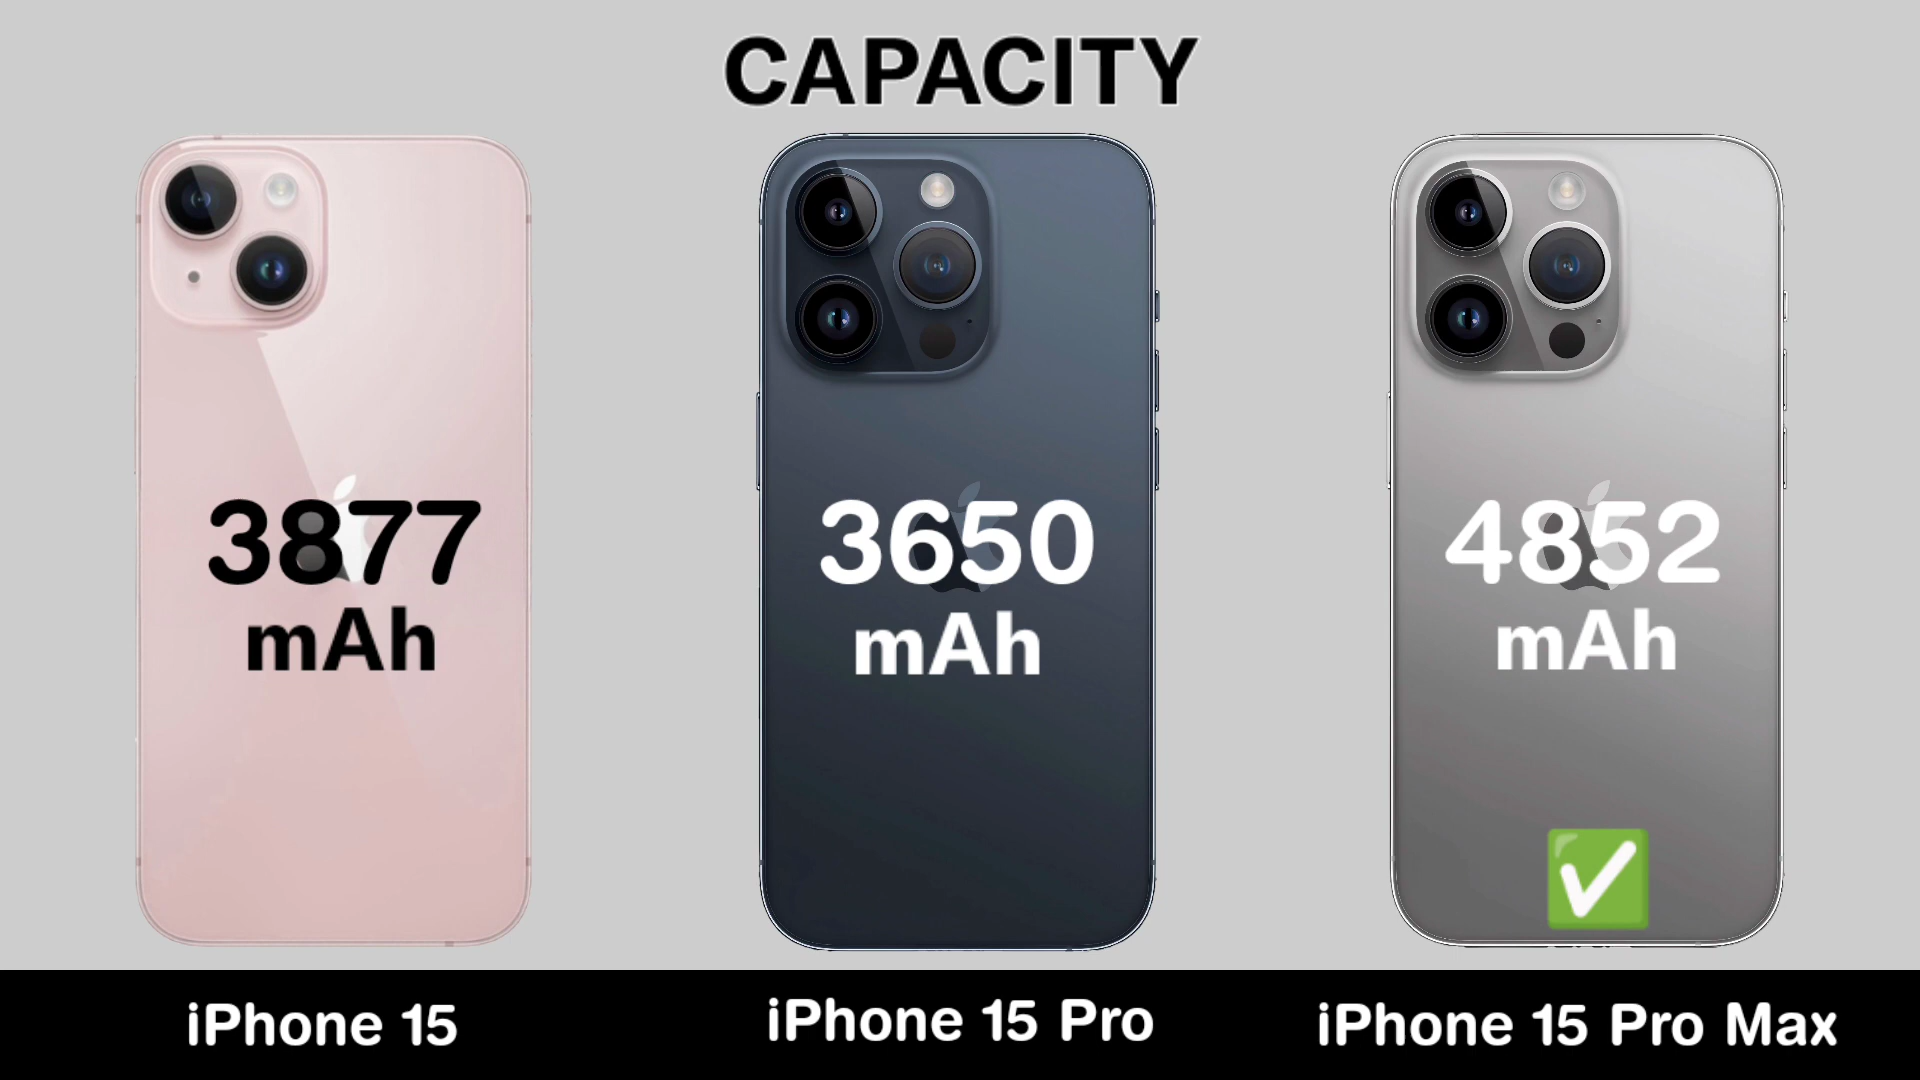 CAPACITY
3877
mAh
3650
mAh
4852
mAh
iPhone 15
iPhone 15 Pro
iPhone 15 Pro Max